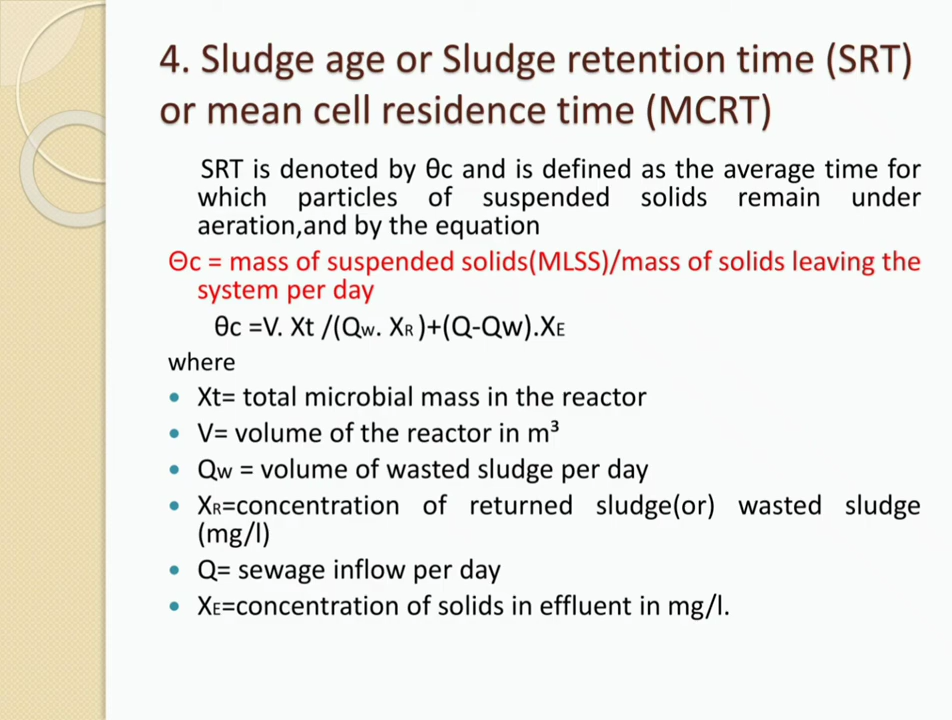 4. Sludge age or Sludge retention time (SRT)
or mean cell residence time (MCRT)
SRT is denoted by θc and is defined as the average time for
which particles of suspended solids remain under
aeration,and by the equation
Θc = mass of suspended solids(MLSS)/mass of solids leaving the
system per day
θc =V. Xt /(Qw. XR )+(Q-Qw).XE
where
• Xt= total microbial mass in the reactor
• V= volume of the reactor in m³
• Qw = volume of wasted sludge per day
• XR=concentration of returned sludge(or) wasted sludge
(mg/l)
• Q= sewage inflow per day
• XE=concentration of solids in effluent in mg/l.